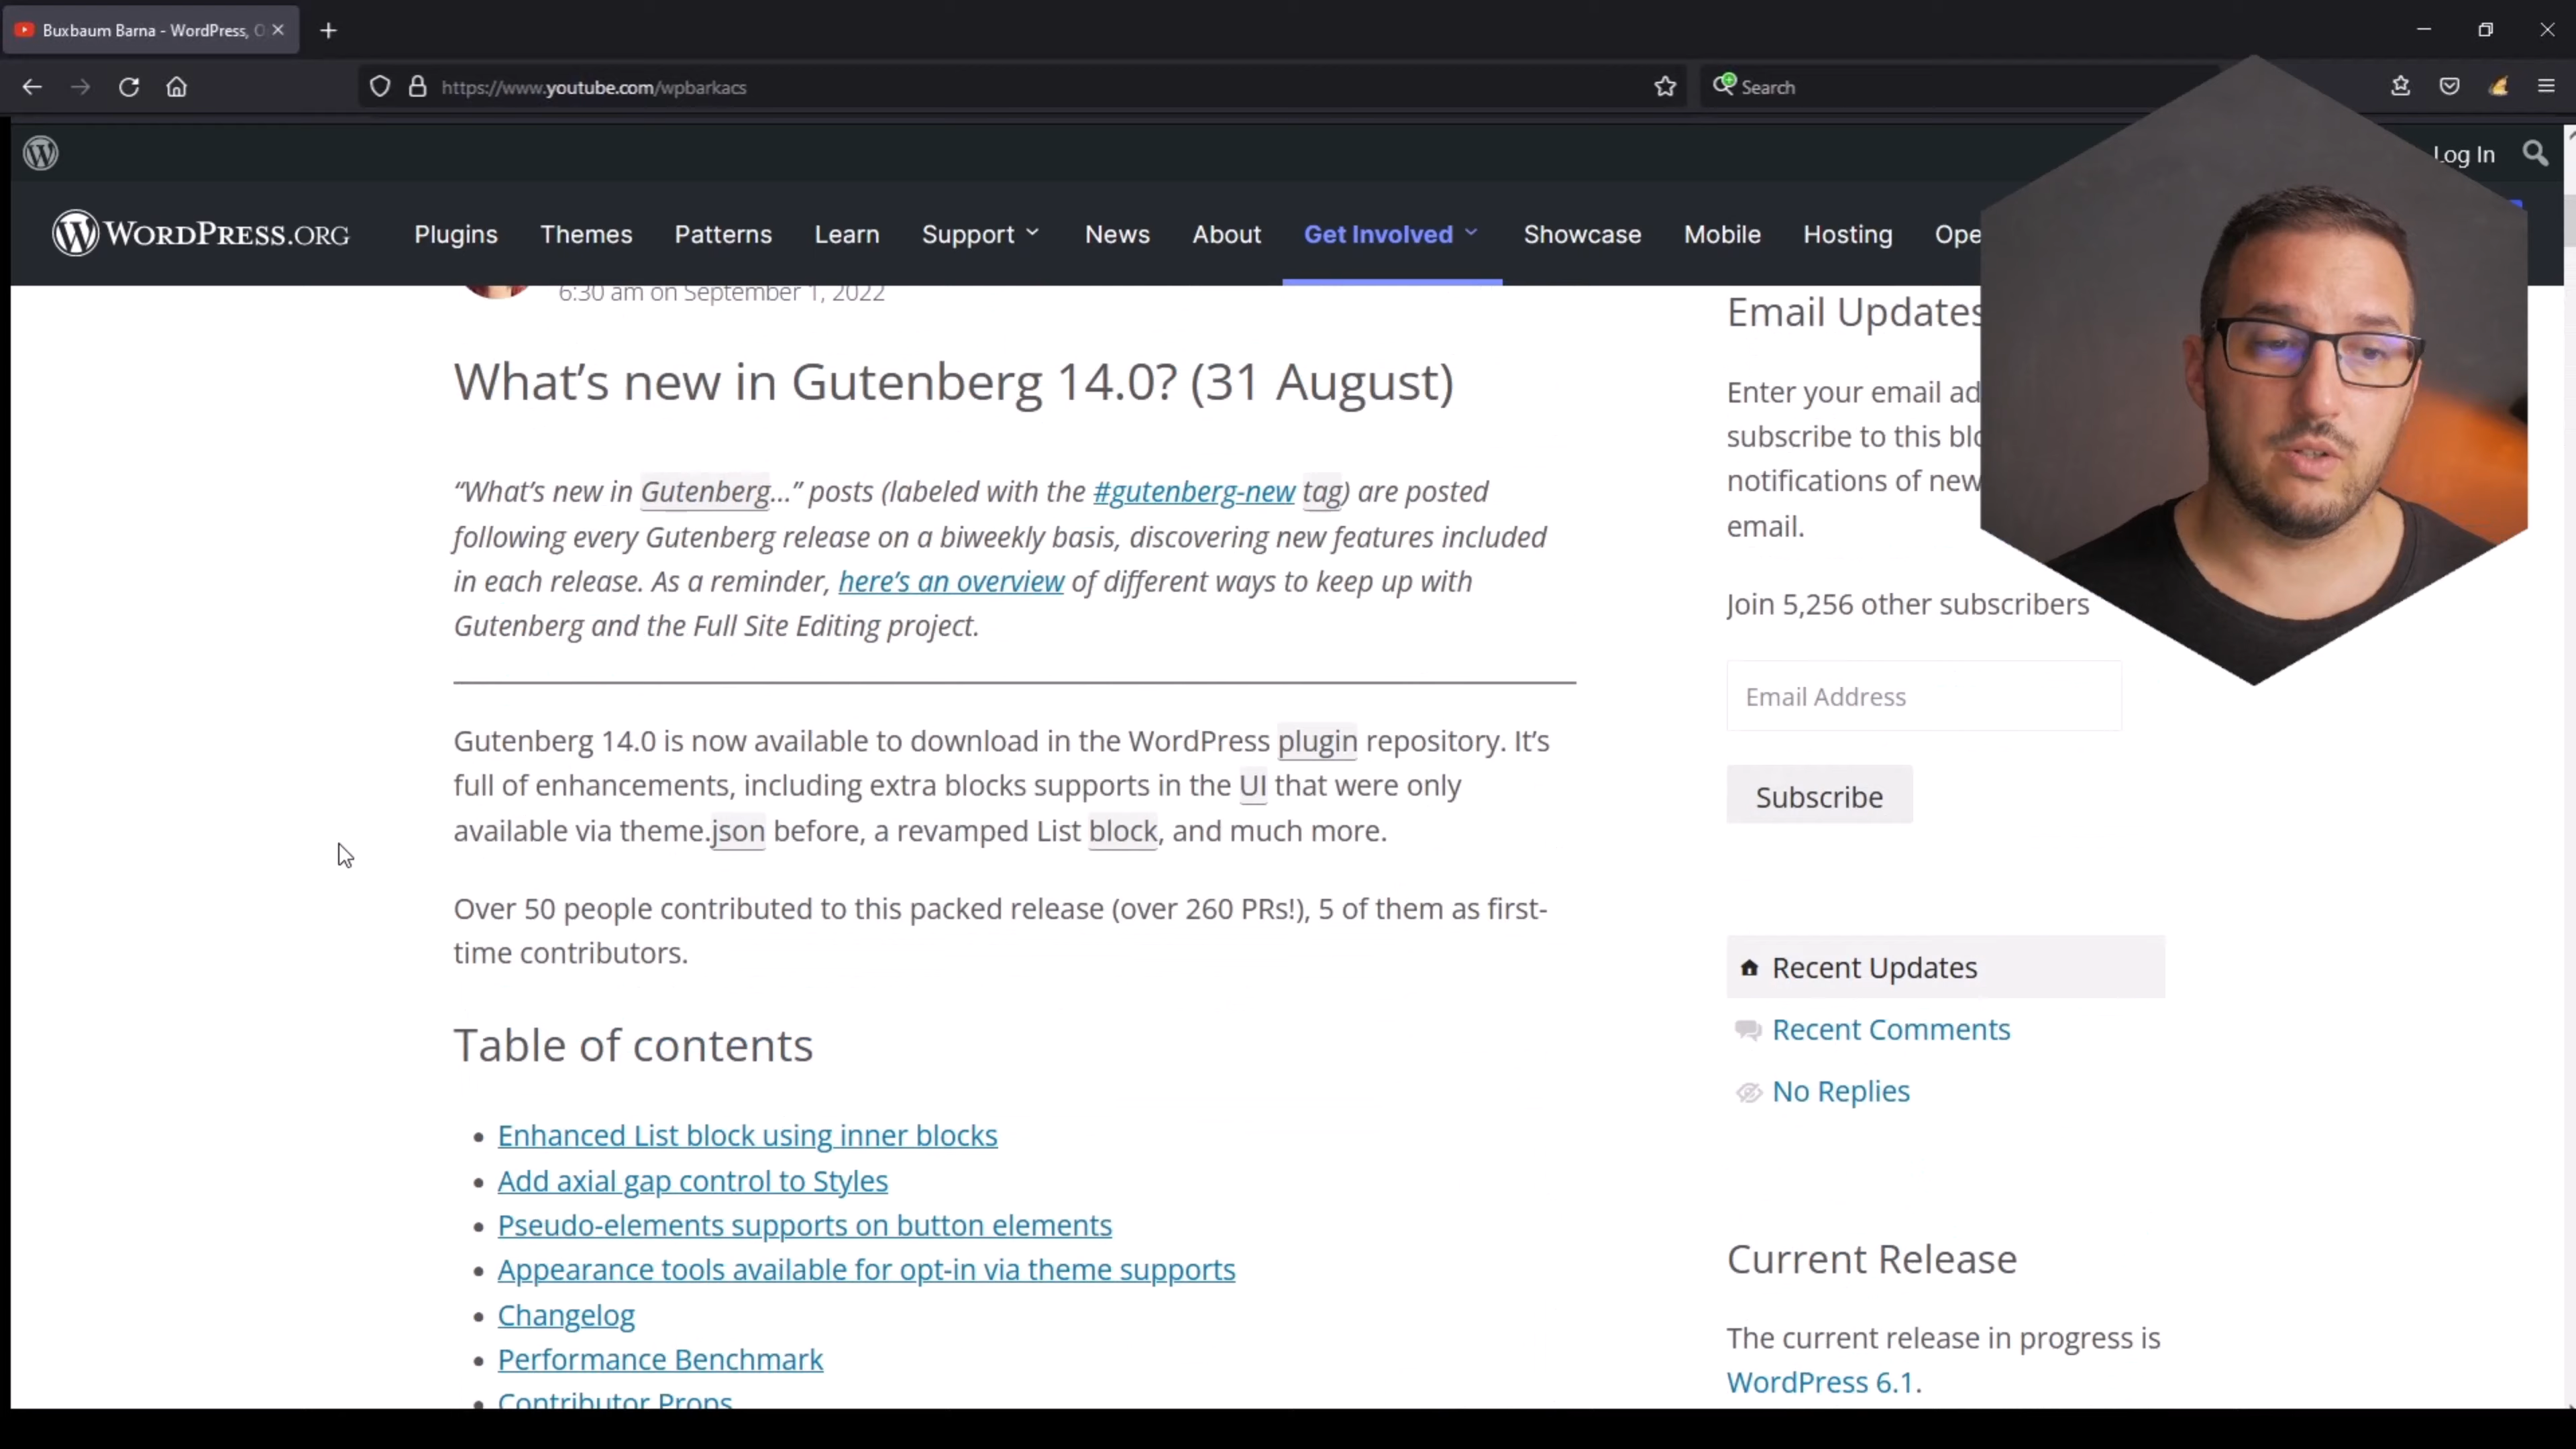 Buxbaum Barna - WordPress, O
https://www.youtube.com/wpbarkacs
Search
Log In
WORDPRESS.ORG
Plugins
Themes
Patterns
Learn
Support
News
About
Get Involved
Showcase
Mobile
Hosting
Ope
6:30 am on September 1, 2022
What’s new in Gutenberg 14.0? (31 August)
“What’s new in Gutenberg…” posts (labeled with the #gutenberg-new tag) are posted
following every Gutenberg release on a biweekly basis, discovering new features included
in each release. As a reminder, here’s an overview of different ways to keep up with
Gutenberg and the Full Site Editing project.
Gutenberg 14.0 is now available to download in the WordPress plugin repository. It’s
full of enhancements, including extra blocks supports in the UI that were only
available via theme.json before, a revamped List block, and much more.
Over 50 people contributed to this packed release (over 260 PRs!), 5 of them as first-
time contributors.
Table of contents
Enhanced List block using inner blocks
Add axial gap control to Styles
Pseudo-elements supports on button elements
Appearance tools available for opt-in via theme supports
Changelog
Performance Benchmark
Contributor Props
Email Updates
Enter your email ad
subscribe to this blo
notifications of new
email.
Join 5,256 other subscribers
Email Address
Subscribe
Recent Updates
Recent Comments
No Replies
Current Release
The current release in progress is
WordPress 6.1.